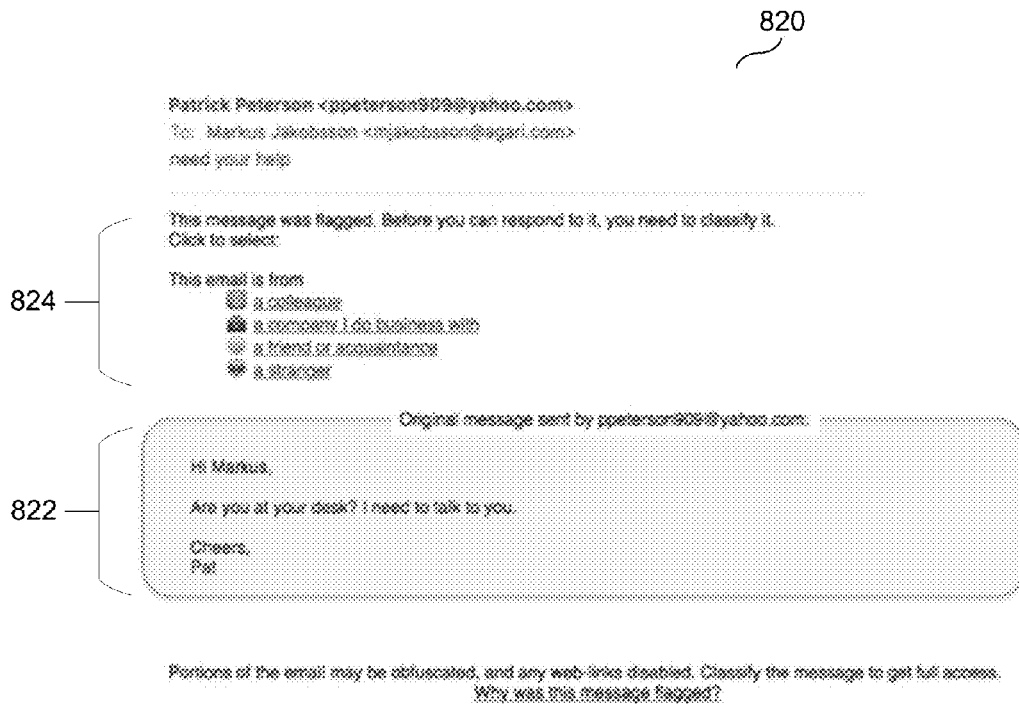 820
Patrick Peterson <ppeterson909@yahoo.com>
To: Markus Jakobsson <mjakobsson@agari.com>
need your help
This message was flagged. Before you can respond to it, you need to classify it.
Click to select:
This email is from
824
a colleague
a company I do business with
a friend or acquaintance
a stranger
Original message sent by ppeterson909@yahoo.com:
Hi Markus,
822
Are you at your desk? I need to talk to you.
Cheers,
Pat
Portions of the email may be obfuscated, and any web-links disabled. Classify the message to get full access.
Why was this message flagged?